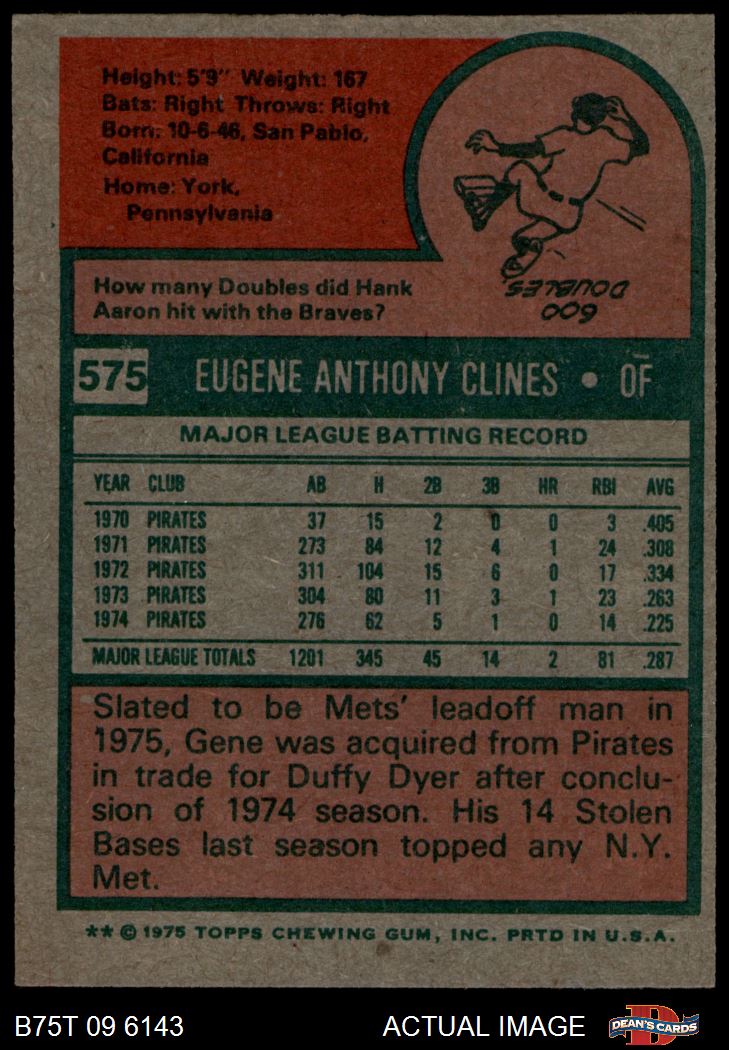 Height: 5'9" Weight: 167
Bats: Right Throws: Right
Born: 10-6-46, San Pablo,
California
Home: York,
Pennsylvania
How many Doubles did Hank
Aaron hit with the Braves?
600
DOUBLES
575 EUGENE ANTHONY CLINES • OF
MAJOR LEAGUE BATTING RECORD
YEAR CLUB AB H 2B 3B HR RBI AVG
1970 PIRATES 37 15 2 0 0 3 .405
1971 PIRATES 273 84 12 4 1 24 .308
1972 PIRATES 311 104 15 6 0 17 .334
1973 PIRATES 304 80 11 3 1 23 .263
1974 PIRATES 276 62 5 1 0 14 .225
MAJOR LEAGUE TOTALS 1201 345 45 14 2 81 .287
Slated to be Mets' leadoff man in
1975, Gene was acquired from Pirates
in trade for Duffy Dyer after conclu-
sion of 1974 season. His 14 Stolen
Bases last season topped any N.Y.
Met.
** © 1975 TOPPS CHEWING GUM, INC. PRTD IN U.S.A.
B75T 09 6143 ACTUAL IMAGE DEAN'S CARDS